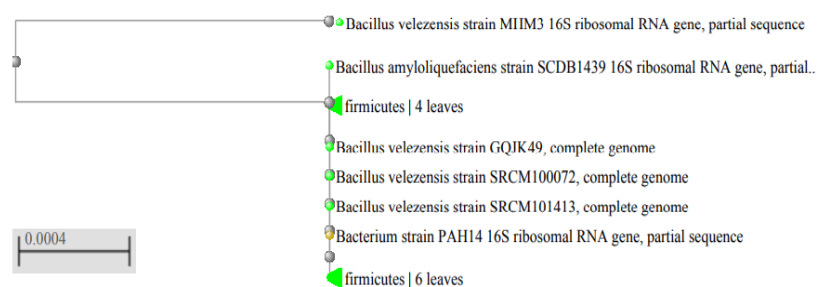 Bacillus velezensis strain MHM3 16S ribosomal RNA gene, partial sequence
Bacillus amyloliquefaciens strain SCDB1439 16S ribosomal RNA gene, partial..
firmicutes | 4 leaves
Bacillus velezensis strain GQJK49, complete genome
Bacillus velezensis strain SRCM100072, complete genome
Bacillus velezensis strain SRCM101413, complete genome
Bacterium strain PAH14 16S ribosomal RNA gene, partial sequence
0.0004
firmicutes | 6 leaves